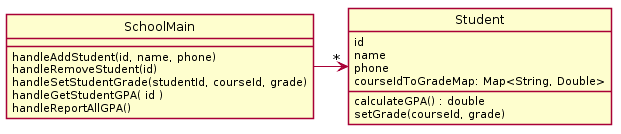 SchoolMain
handleAddStudent(id, name, phone)
handleRemoveStudent(id)
handleSetStudentGrade(studentId, courseId, grade)
handleGetStudentGPA( id )
handleReportAllGPA()
*
Student
id
name
phone
courseIdToGradeMap: Map<String, Double>
calculateGPA() : double
setGrade(courseId, grade)